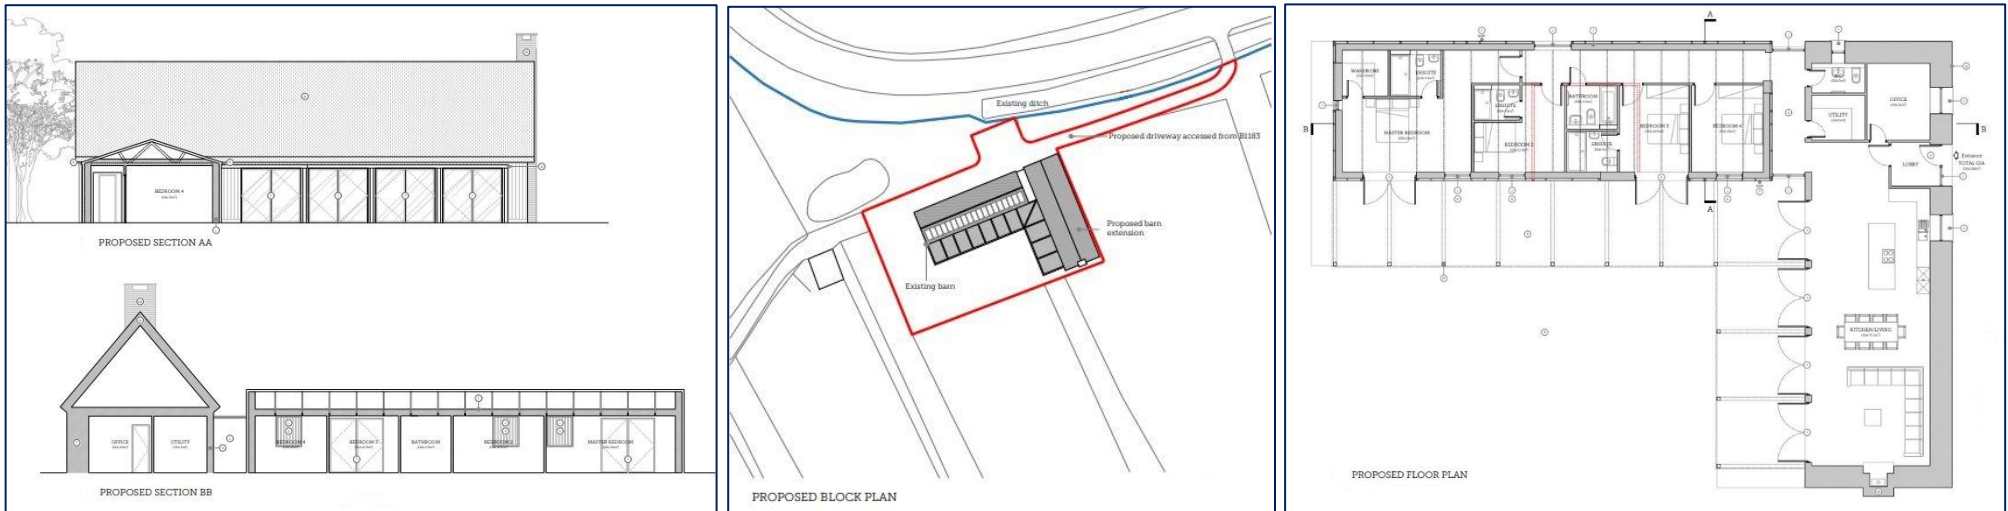 BEDROOM 4
PROPOSED SECTION AA
OFFICE
UTILITY
BEDROOM 4
BEDROOM 3
BATHROOM
BEDROOM 2
MASTER BEDROOM
PROPOSED SECTION BB
Existing ditch
Proposed driveway accessed from B1183
Proposed barn
extension
Existing barn
PROPOSED BLOCK PLAN
A
WARDROBE
ENSUITE
ENSUITE
BATHROOM
WC
OFFICE
UTILITY
B
MASTER BEDROOM
BEDROOM 2
ENSUITE
BEDROOM 3
BEDROOM 4
B
LOBBY
Entrance
TOTAL GIA
A
KITCHEN/LIVING
PROPOSED FLOOR PLAN